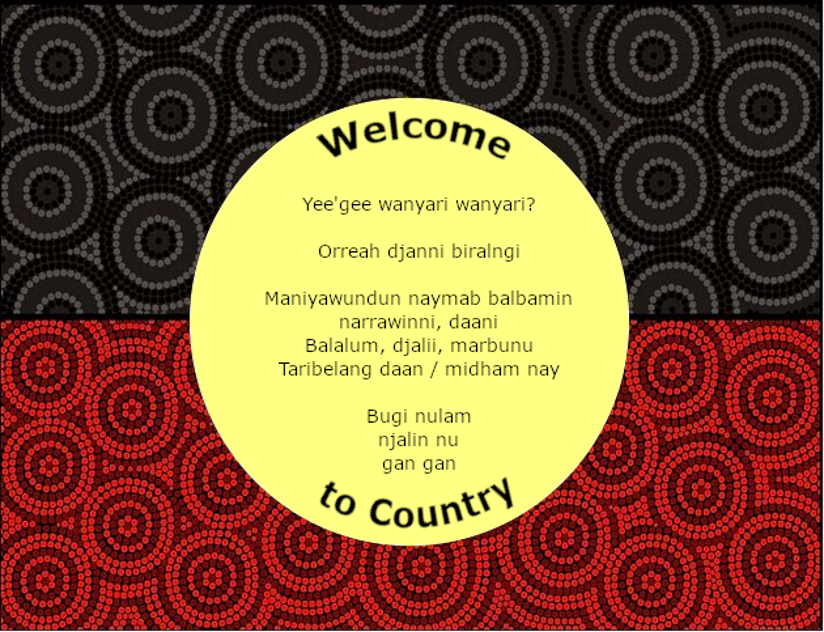 Welcome
Yee'gee wanyari wanyari?
Orreah djanni biralngi
Maniyawundun naymab balbamin
narrawinni, daani
Balalum, djalii, marbunu
Taribelang daan / midham nay
Bugi nulam
njalin nu
gan gan
to Country